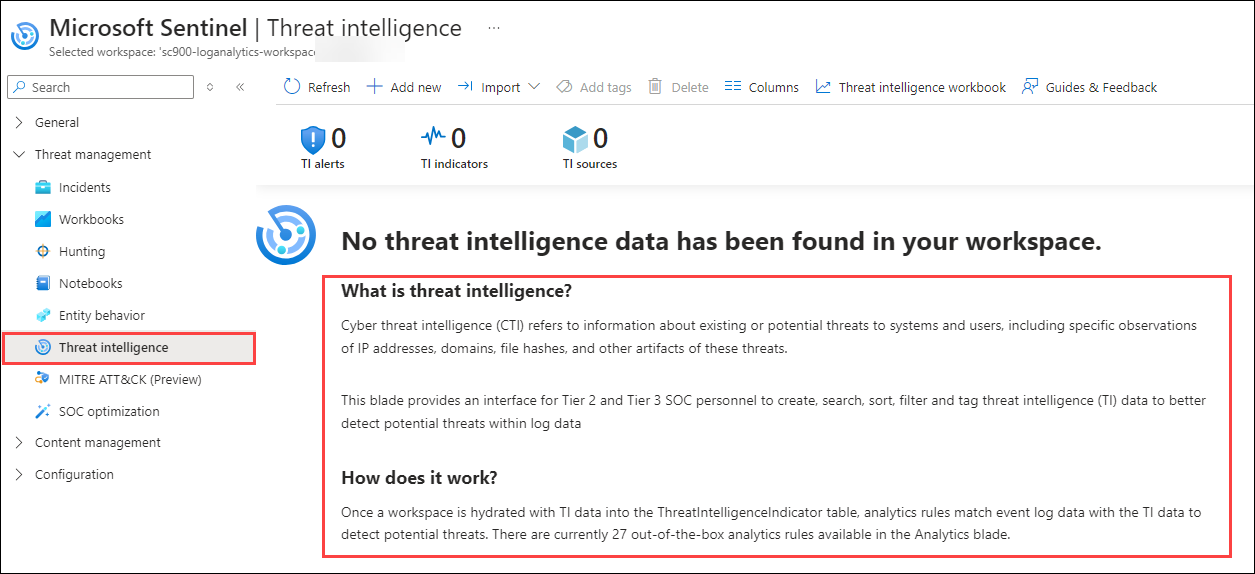 Microsoft Sentinel | Threat intelligence ...
Selected workspace: 'sc900-loganalytics-workspac
Search
«
Refresh
Add new
Import
Add tags
Delete
Columns
Threat intelligence workbook
Guides & Feedback
General
Threat management
Incidents
Workbooks
Hunting
Notebooks
Entity behavior
Threat intelligence
MITRE ATT&CK (Preview)
SOC optimization
Content management
Configuration
0
TI alerts
0
TI indicators
0
TI sources
No threat intelligence data has been found in your workspace.
What is threat intelligence?
Cyber threat intelligence (CTI) refers to information about existing or potential threats to systems and users, including specific observations
of IP addresses, domains, file hashes, and other artifacts of these threats.
This blade provides an interface for Tier 2 and Tier 3 SOC personnel to create, search, sort, filter and tag threat intelligence (TI) data to better
detect potential threats within log data
How does it work?
Once a workspace is hydrated with TI data into the ThreatIntelligenceIndicator table, analytics rules match event log data with the TI data to
detect potential threats. There are currently 27 out-of-the-box analytics rules available in the Analytics blade.